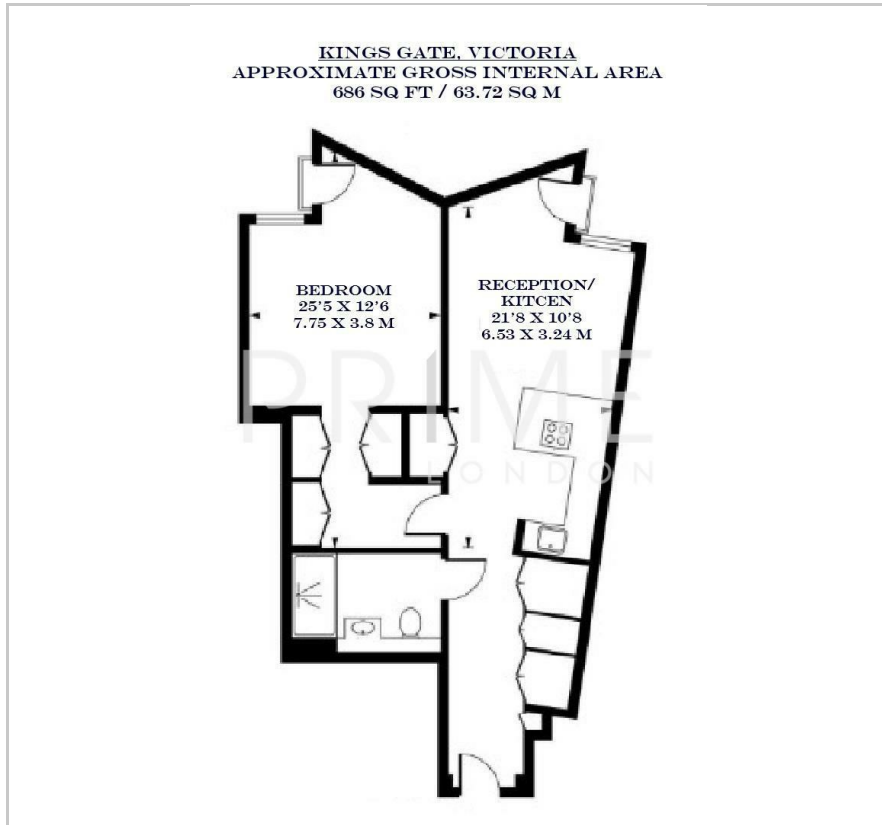 KINGS GATE, VICTORIA
APPROXIMATE GROSS INTERNAL AREA
686 SQ FT / 63.72 SQ M
BEDROOM
25'5 X 12'6
7.75 X 3.8 M
RECEPTION/
KITCEN
21'8 X 10'8
6.53 X 3.24 M
PRIME
LONDON